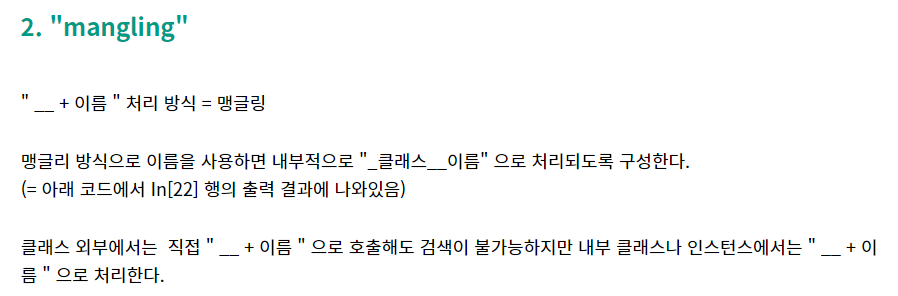 2. "mangling"
" __ + 이름 " 처리 방식 = 맹글링
맹글리 방식으로 이름을 사용하면 내부적으로 "_클래스__이름" 으로 처리되도록 구성한다.
(= 아래 코드에서 In[22] 행의 출력 결과에 나와있음)
클래스 외부에서는  직접 " __ + 이름 " 으로 호출해도 검색이 불가능하지만 내부 클래스나 인스턴스에서는 " __ + 이
름 " 으로 처리한다.